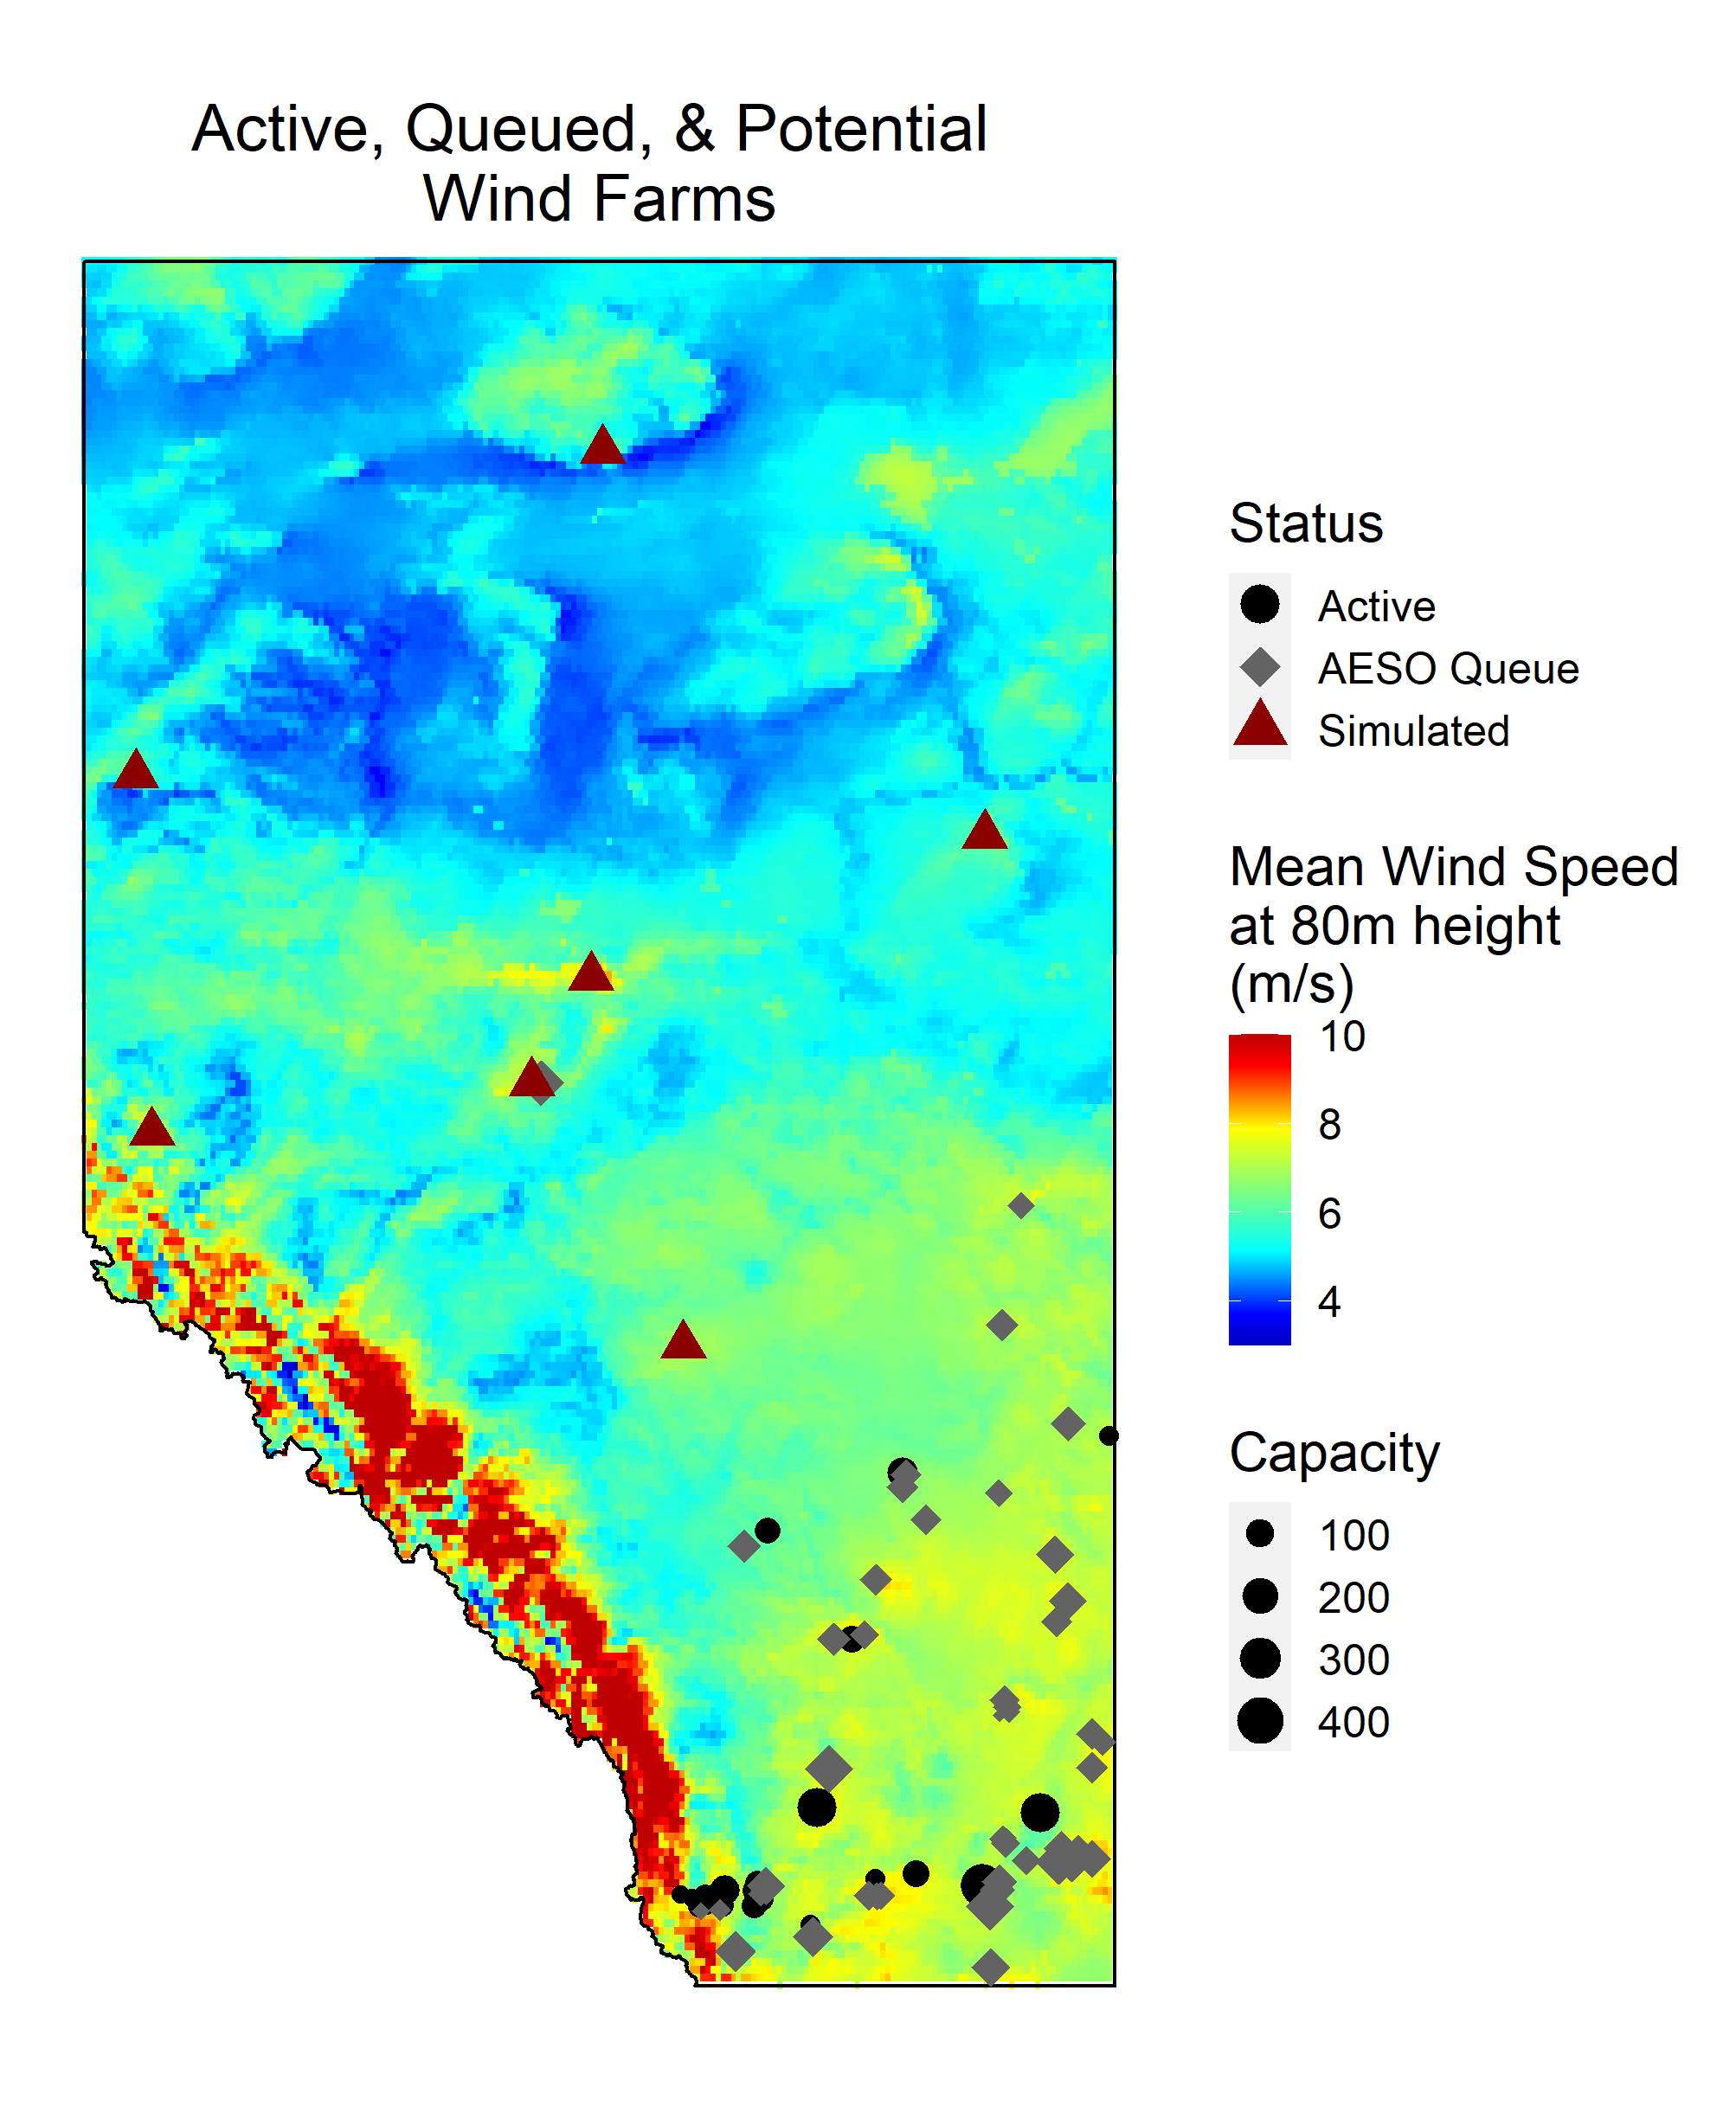 Active, Queued, & Potential
Wind Farms
Status
Active
AESO Queue
Simulated
Mean Wind Speed
at 80m height
(m/s)
10
8
6
4
Capacity
100
200
300
400